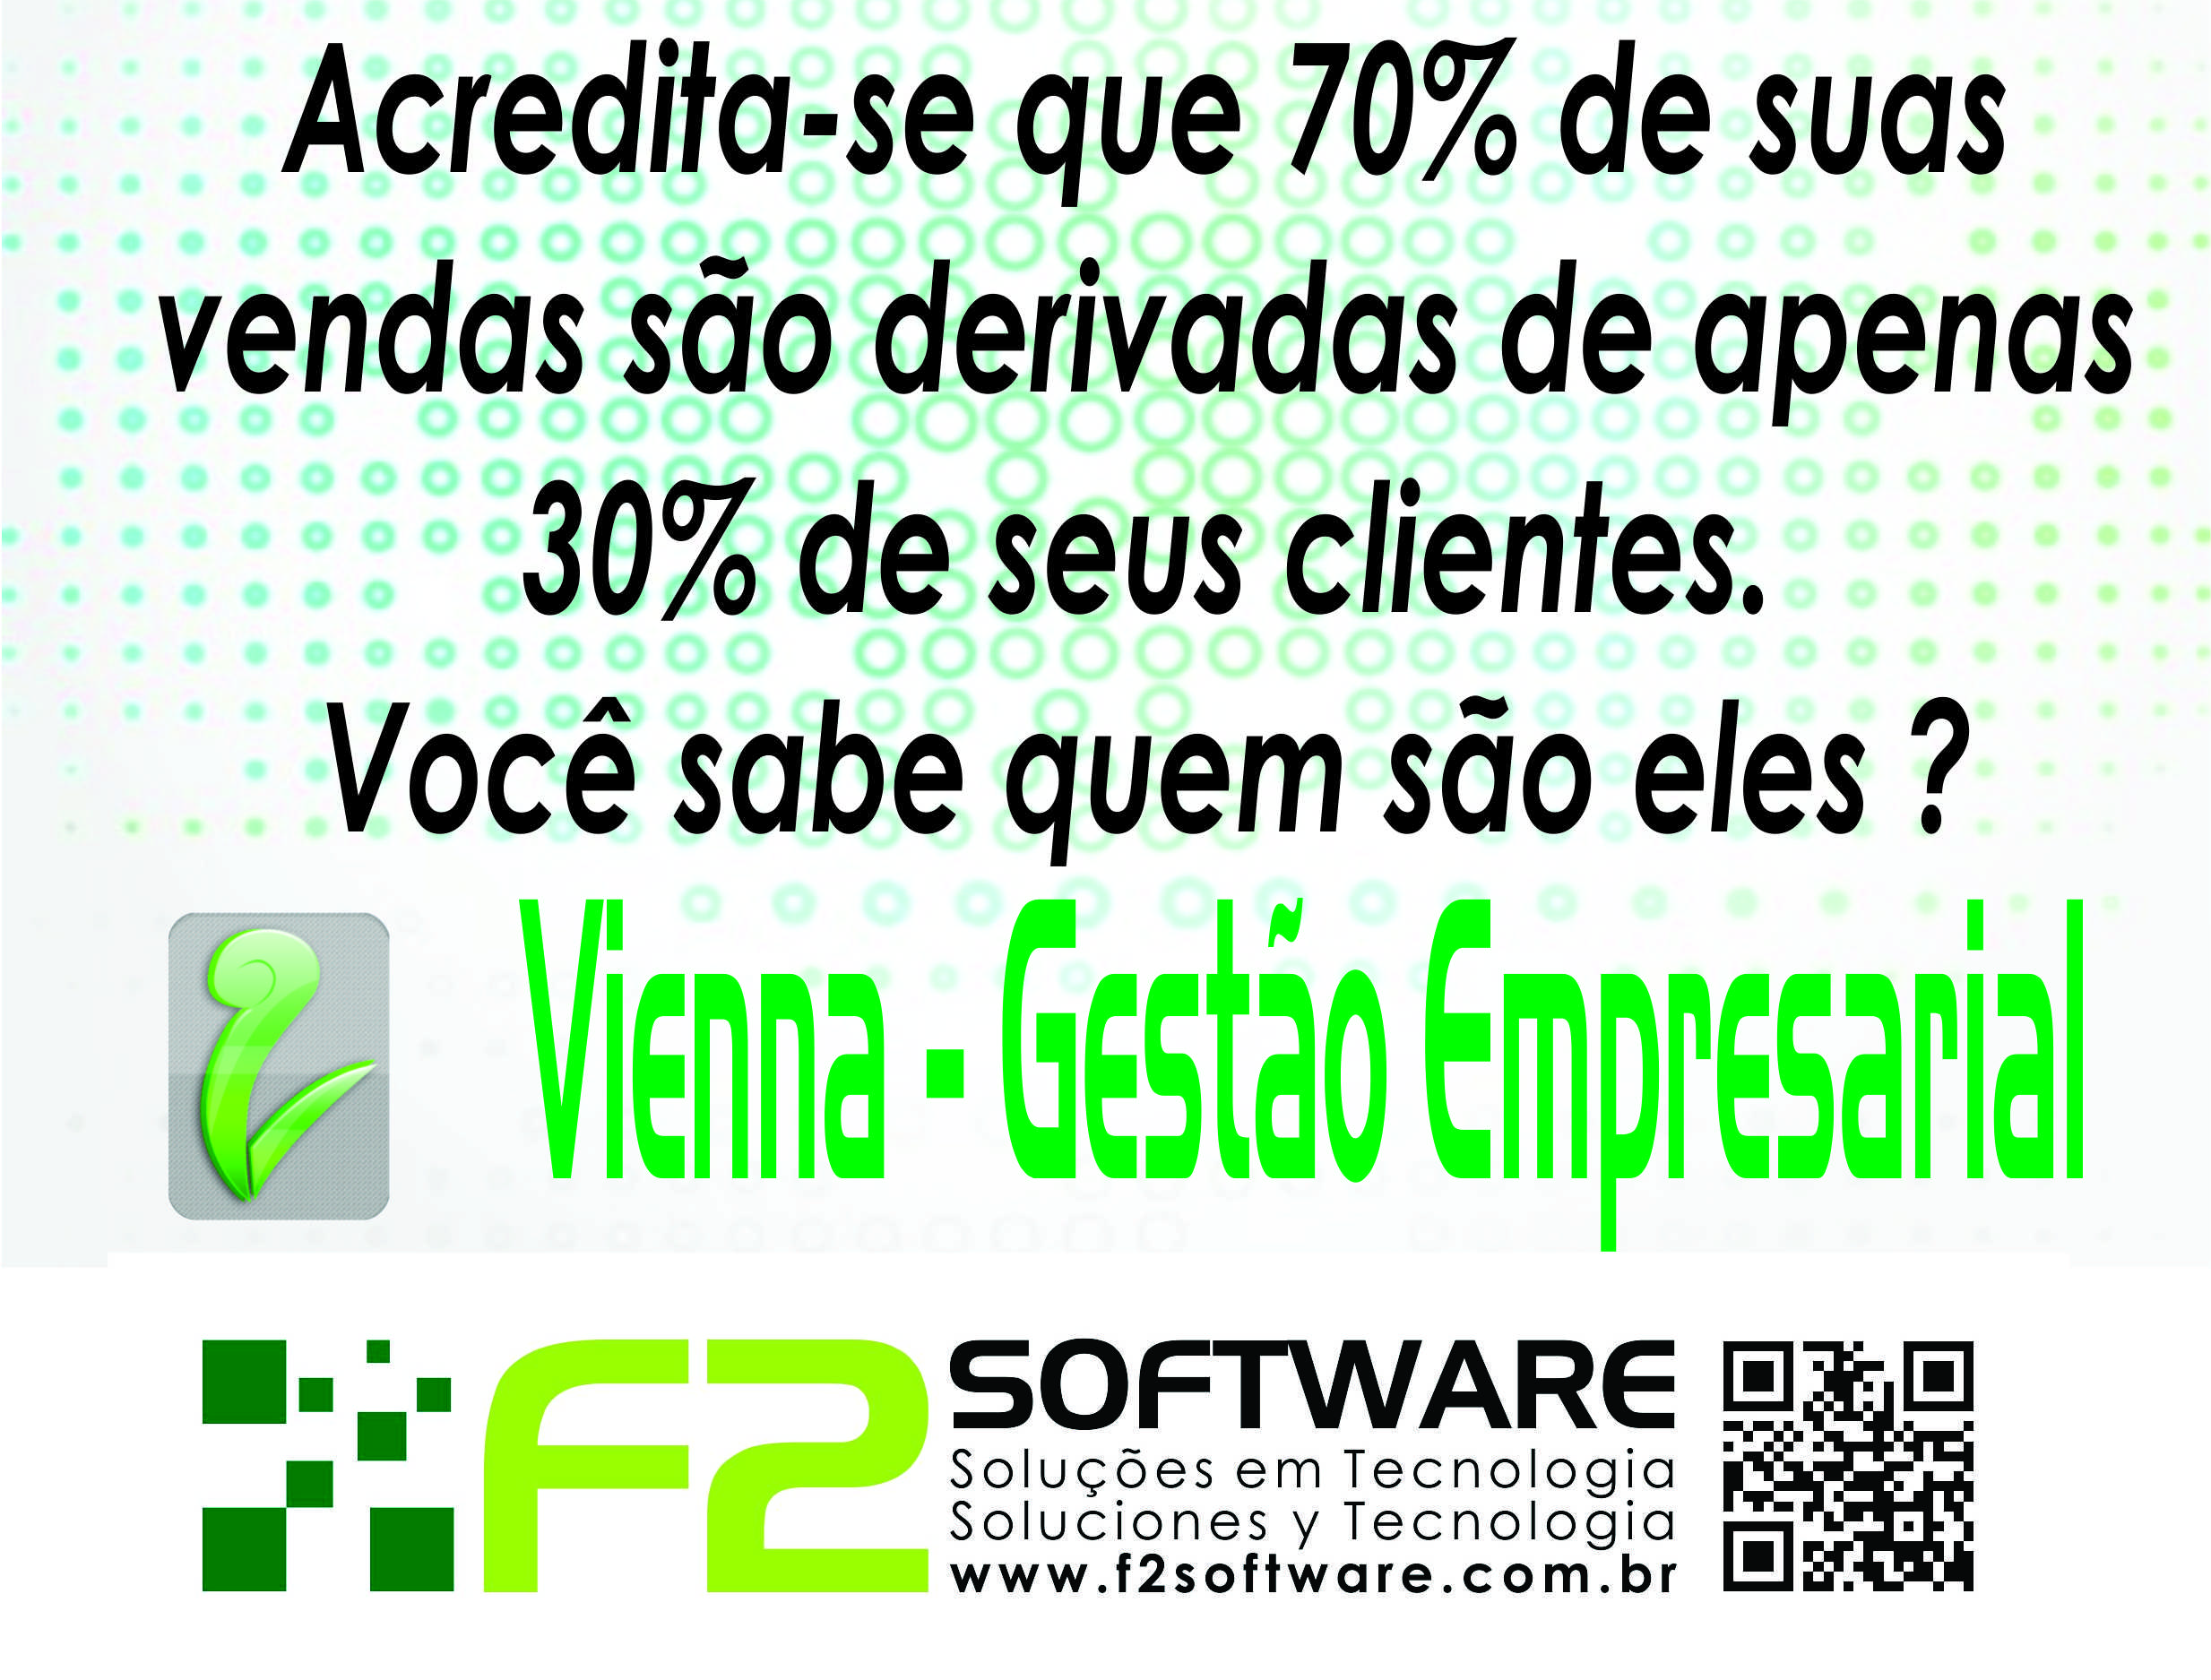 Acredita-se que 70% de suas
vendas são derivadas de apenas
30% de seus clientes.
Você sabe quem são eles ?
Vienna - Gestão Empresarial
F2 SOFTWARE
Soluções em Tecnologia
Soluciones y Tecnologia
www.f2software.com.br